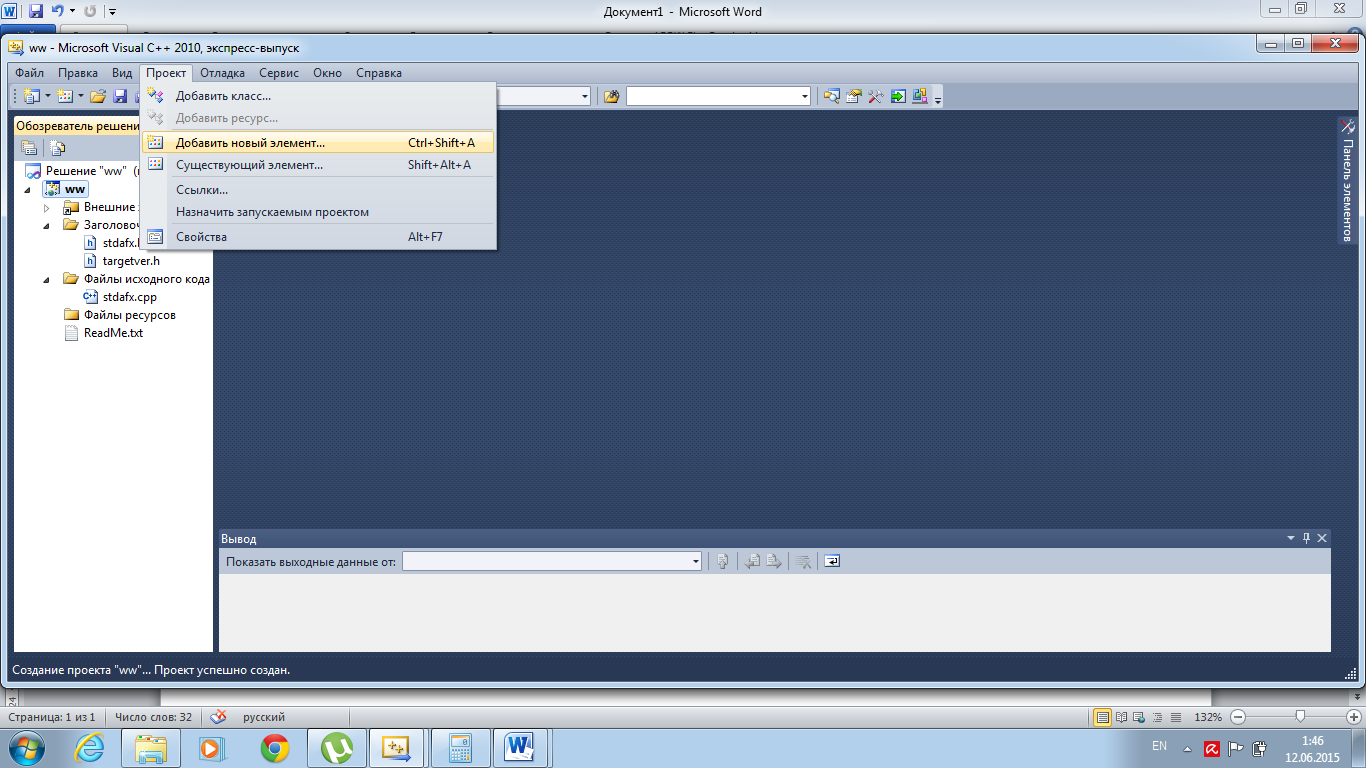 Документ1 - Microsoft Word
ww - Microsoft Visual C++ 2010, экспресс-выпуск
Файл Правка Вид Проект Отладка Сервис Окно Справка
Добавить класс...
Добавить ресурс...
Добавить новый элемент... Ctrl+Shift+A
Существующий элемент... Shift+Alt+A
Ссылки...
Назначить запускаемым проектом
Свойства Alt+F7
Обозреватель решени
Решение "ww"
ww
Внешние
Заголовоч
stdafx.h
targetver.h
Файлы исходного кода
stdafx.cpp
Файлы ресурсов
ReadMe.txt
Панель элементов
Вывод
Показать выходные данные от:
Создание проекта "ww"... Проект успешно создан.
24
Страница: 1 из 1 Число слов: 32 русский 132%
EN 1:46
12.06.2015